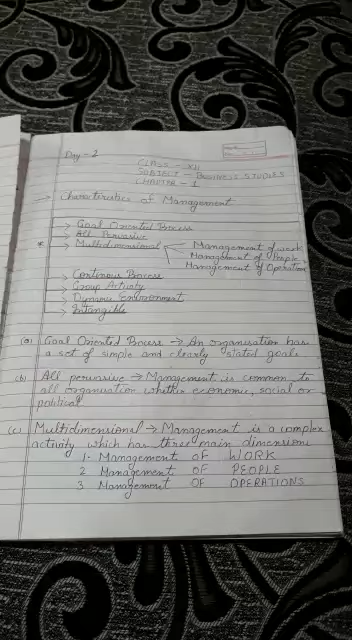 Day - 2
CLASS - XII
SUBJECT - BUSINESS STUDIES
CHAPTER - 1
→ Characteristics of Management
→ Goal Oriented Process
→ All Pervasive
* → Multidimensional
Management of work
Management of People
Management of Operation
→ Continous Process
→ Group Activity
→ Dynamic Environment
→ Intangible
(a) Goal Oriented Process → An organisation has
a set of simple and clearly stated goals
(b) All pervasive → Management is common to
all organisation whether economic, social or
political
(c) Multidimensional → Management is a complex
activity which has three main dimensions
1. Management OF WORK
2 Management OF PEOPLE
3 Management OF OPERATIONS